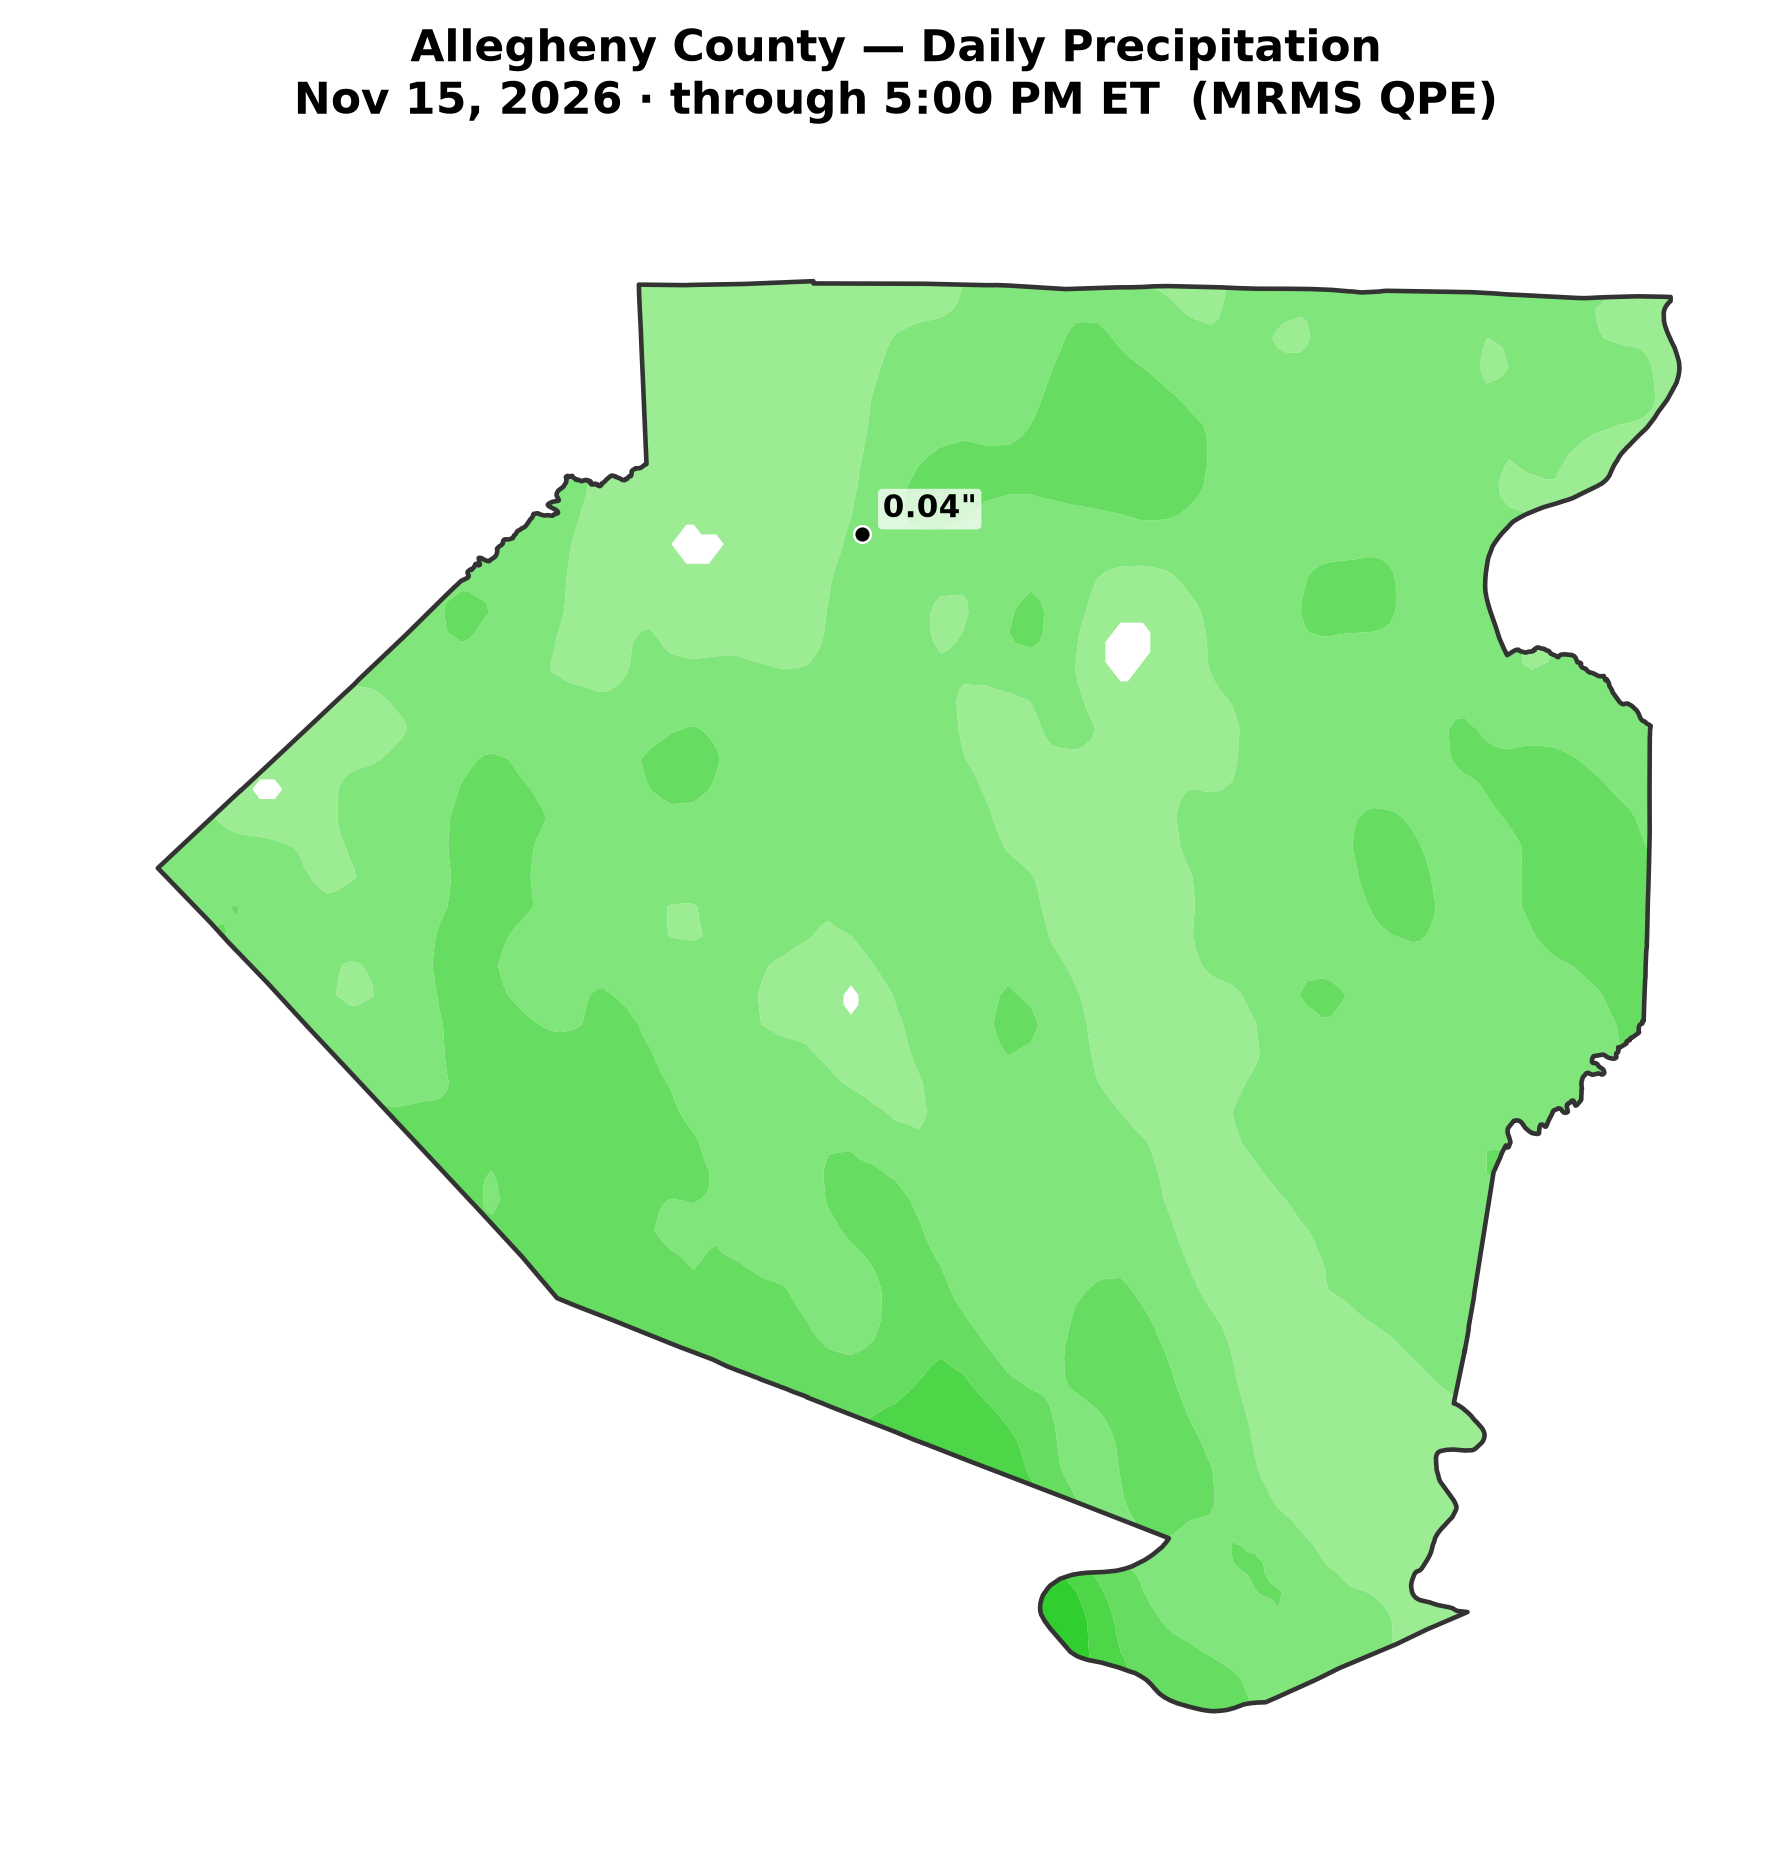 Allegheny County — Daily Precipitation
Nov 15, 2026 · through 5:00 PM ET (MRMS QPE)
0.04"